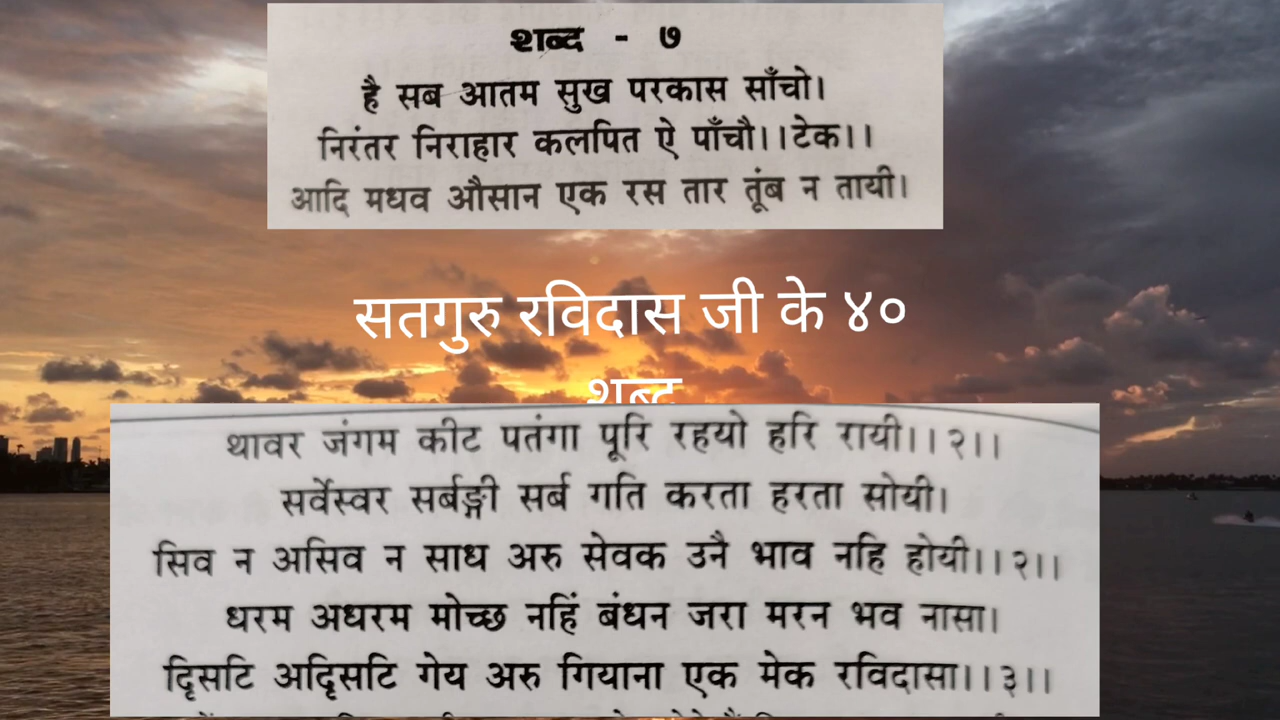 शब्द - ७
है सब आतम सुख परकास साँचो।
निरंतर निराहार कलपित ऐ पाँचौ।।टेक।।
आदि मधव औसान एक रस तार तूंब न तायी।
सतगुरु रविदास जी के ४०
शब्द
थावर जंगम कीट पतंगा पूरि रहयो हरि रायी।।२।।
सर्वेस्वर सर्बङ्गी सर्ब गति करता हरता सोयी।
सिव न असिव न साध अरु सेवक उनै भाव नहि होयी।।२।।
धरम अधरम मोच्छ नहिं बंधन जरा मरन भव नासा।
द्रिसटि अद्रिसटि गेय अरु गियाना एक मेक रविदासा।।३।।